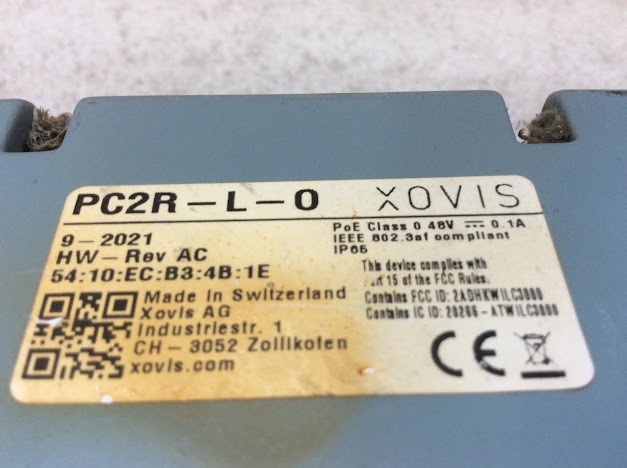 PC2R-L-O XOVIS
9-2021
HW-Rev AC
54:10:EC:B3:4B:1E
Made in Switzerland
Xovis AG
Industriestr. 1
CH-3052 Zollikofen
xovis.com
PoE Class 0 48V ⎓ 0.1A
IEEE 802.3af compliant
IP65
This device complies with
15 of the FCC Rules.
Contains FCC ID: 2ADHKWILC3000
Contains IC ID: 20266-ATWILC3000
CE